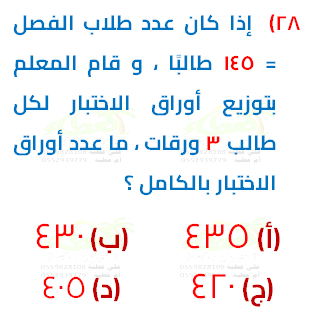 ٢٨) إذا كان عدد طلاب الفصل
= ١٤٥ طالبًا ، و قام المعلم
بتوزيع أوراق الاختبار لكل
طالب ٣ ورقات ، ما عدد أوراق
الاختبار بالكامل ؟
(أ) ٤٣٥ (ب) ٤٣٠
(ج) ٤٢٠ (د) ٤٠٥